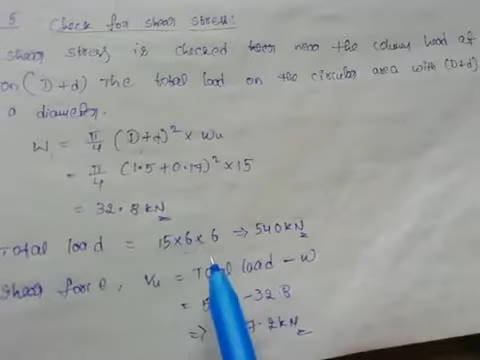 5 Check for shear stress:
shear stress is checked near the column head at
on (D+d) The total load on the circular area with (D+d)
a diameter.
W = π/4 (D+d)² × Wu
= π/4 (1.5+0.17)² × 15
= 32.8 kN
Total load = 15×6×6 ⇒ 540 kN
Shear force, Vu = Total load - W
= 5 -32.8
⇒ 7.2 kN